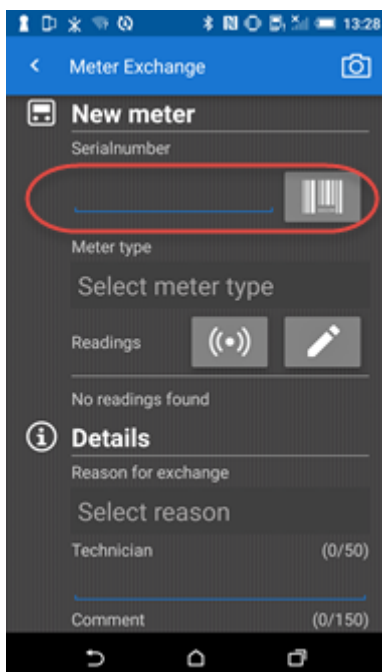 13:28
Meter Exchange
New meter
Serialnumber
Meter type
Select meter type
Readings
No readings found
Details
Reason for exchange
Select reason
Technician (0/50)
Comment (0/150)